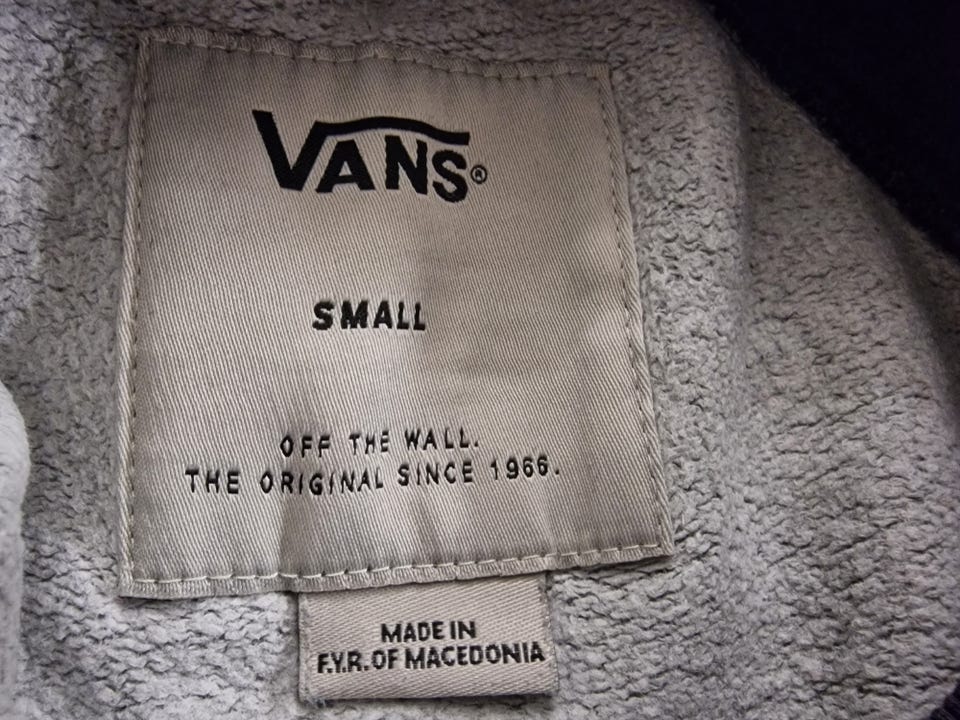 VANS®
SMALL
OFF THE WALL.
THE ORIGINAL SINCE 1966.
MADE IN
F.Y.R. OF MACEDONIA